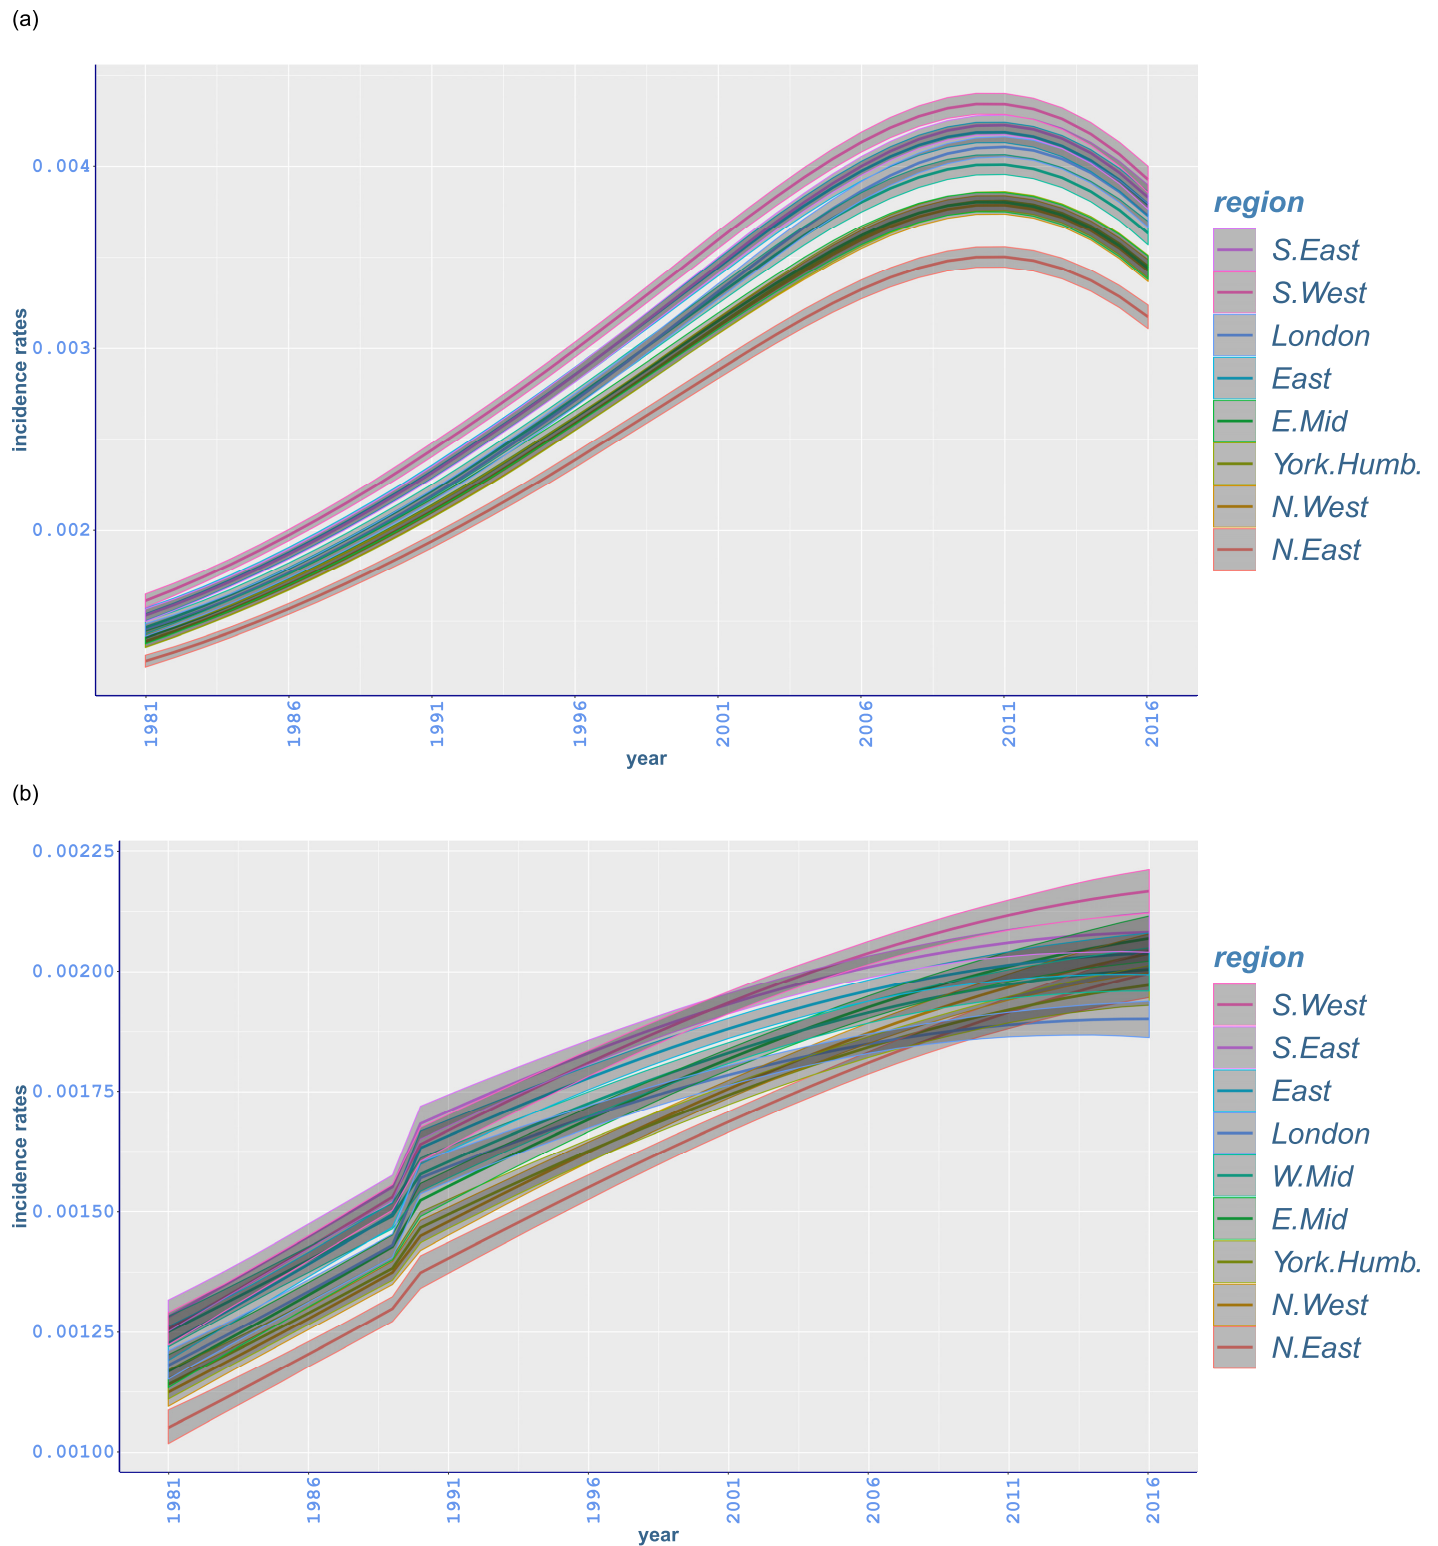 (a)
0.004
0.003
0.002
incidence rates
1981
1986
1991
1996
2001
2006
2011
2016
year
region
S.East
S.West
London
East
E.Mid
York.Humb.
N.West
N.East
(b)
0.00225
0.00200
0.00175
0.00150
0.00125
0.00100
incidence rates
1981
1986
1991
1996
2001
2006
2011
2016
year
region
S.West
S.East
East
London
W.Mid
E.Mid
York.Humb.
N.West
N.East